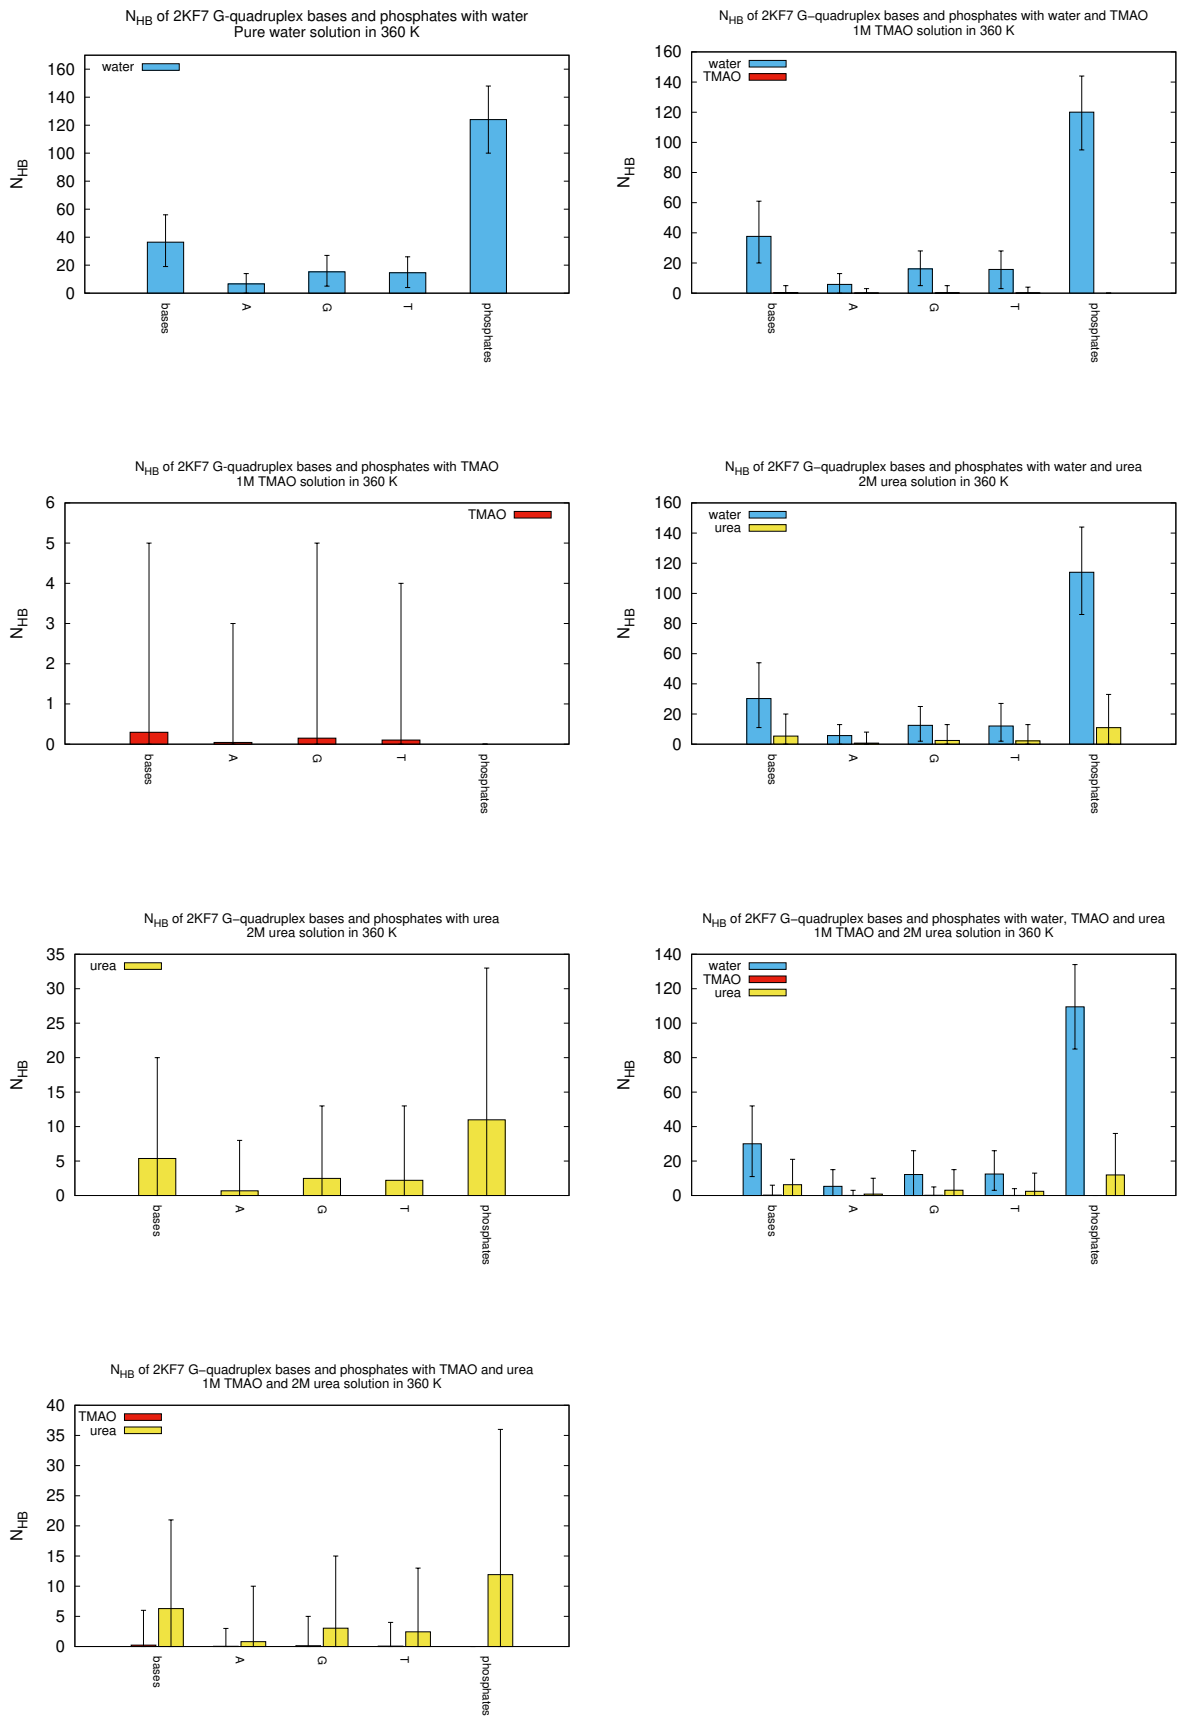 N_HB of 2KF7 G-quadruplex bases and phosphates with water
Pure water solution in 360 K
water
N_HB
160
140
120
100
80
60
40
20
0
bases
A
G
T
phosphates
N_HB of 2KF7 G−quadruplex bases and phosphates with water and TMAO
1M TMAO solution in 360 K
water
TMAO
N_HB
160
140
120
100
80
60
40
20
0
bases
A
G
T
phosphates
N_HB of 2KF7 G-quadruplex bases and phosphates with TMAO
1M TMAO solution in 360 K
TMAO
N_HB
6
5
4
3
2
1
0
bases
A
G
T
phosphates
N_HB of 2KF7 G−quadruplex bases and phosphates with water and urea
2M urea solution in 360 K
water
urea
N_HB
160
140
120
100
80
60
40
20
0
bases
A
G
T
phosphates
N_HB of 2KF7 G−quadruplex bases and phosphates with urea
2M urea solution in 360 K
urea
N_HB
35
30
25
20
15
10
5
0
bases
A
G
T
phosphates
N_HB of 2KF7 G−quadruplex bases and phosphates with water, TMAO and urea
1M TMAO and 2M urea solution in 360 K
water
TMAO
urea
N_HB
140
120
100
80
60
40
20
0
bases
A
G
T
phosphates
N_HB of 2KF7 G−quadruplex bases and phosphates with TMAO and urea
1M TMAO and 2M urea solution in 360 K
TMAO
urea
N_HB
40
35
30
25
20
15
10
5
0
bases
A
G
T
phosphates